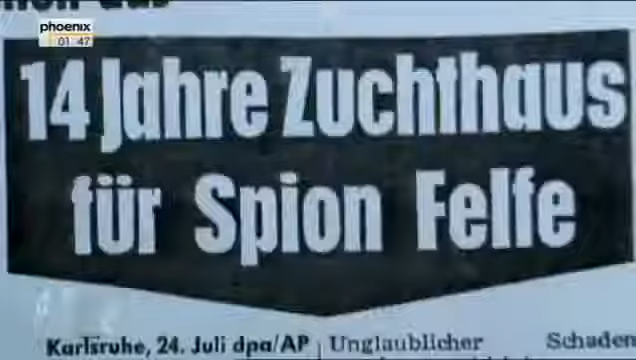 phoenix
01:47
14 Jahre Zuchthaus
für Spion Felfe
Karlsruhe, 24. Juli dpa/AP
Unglaublicher Schaden